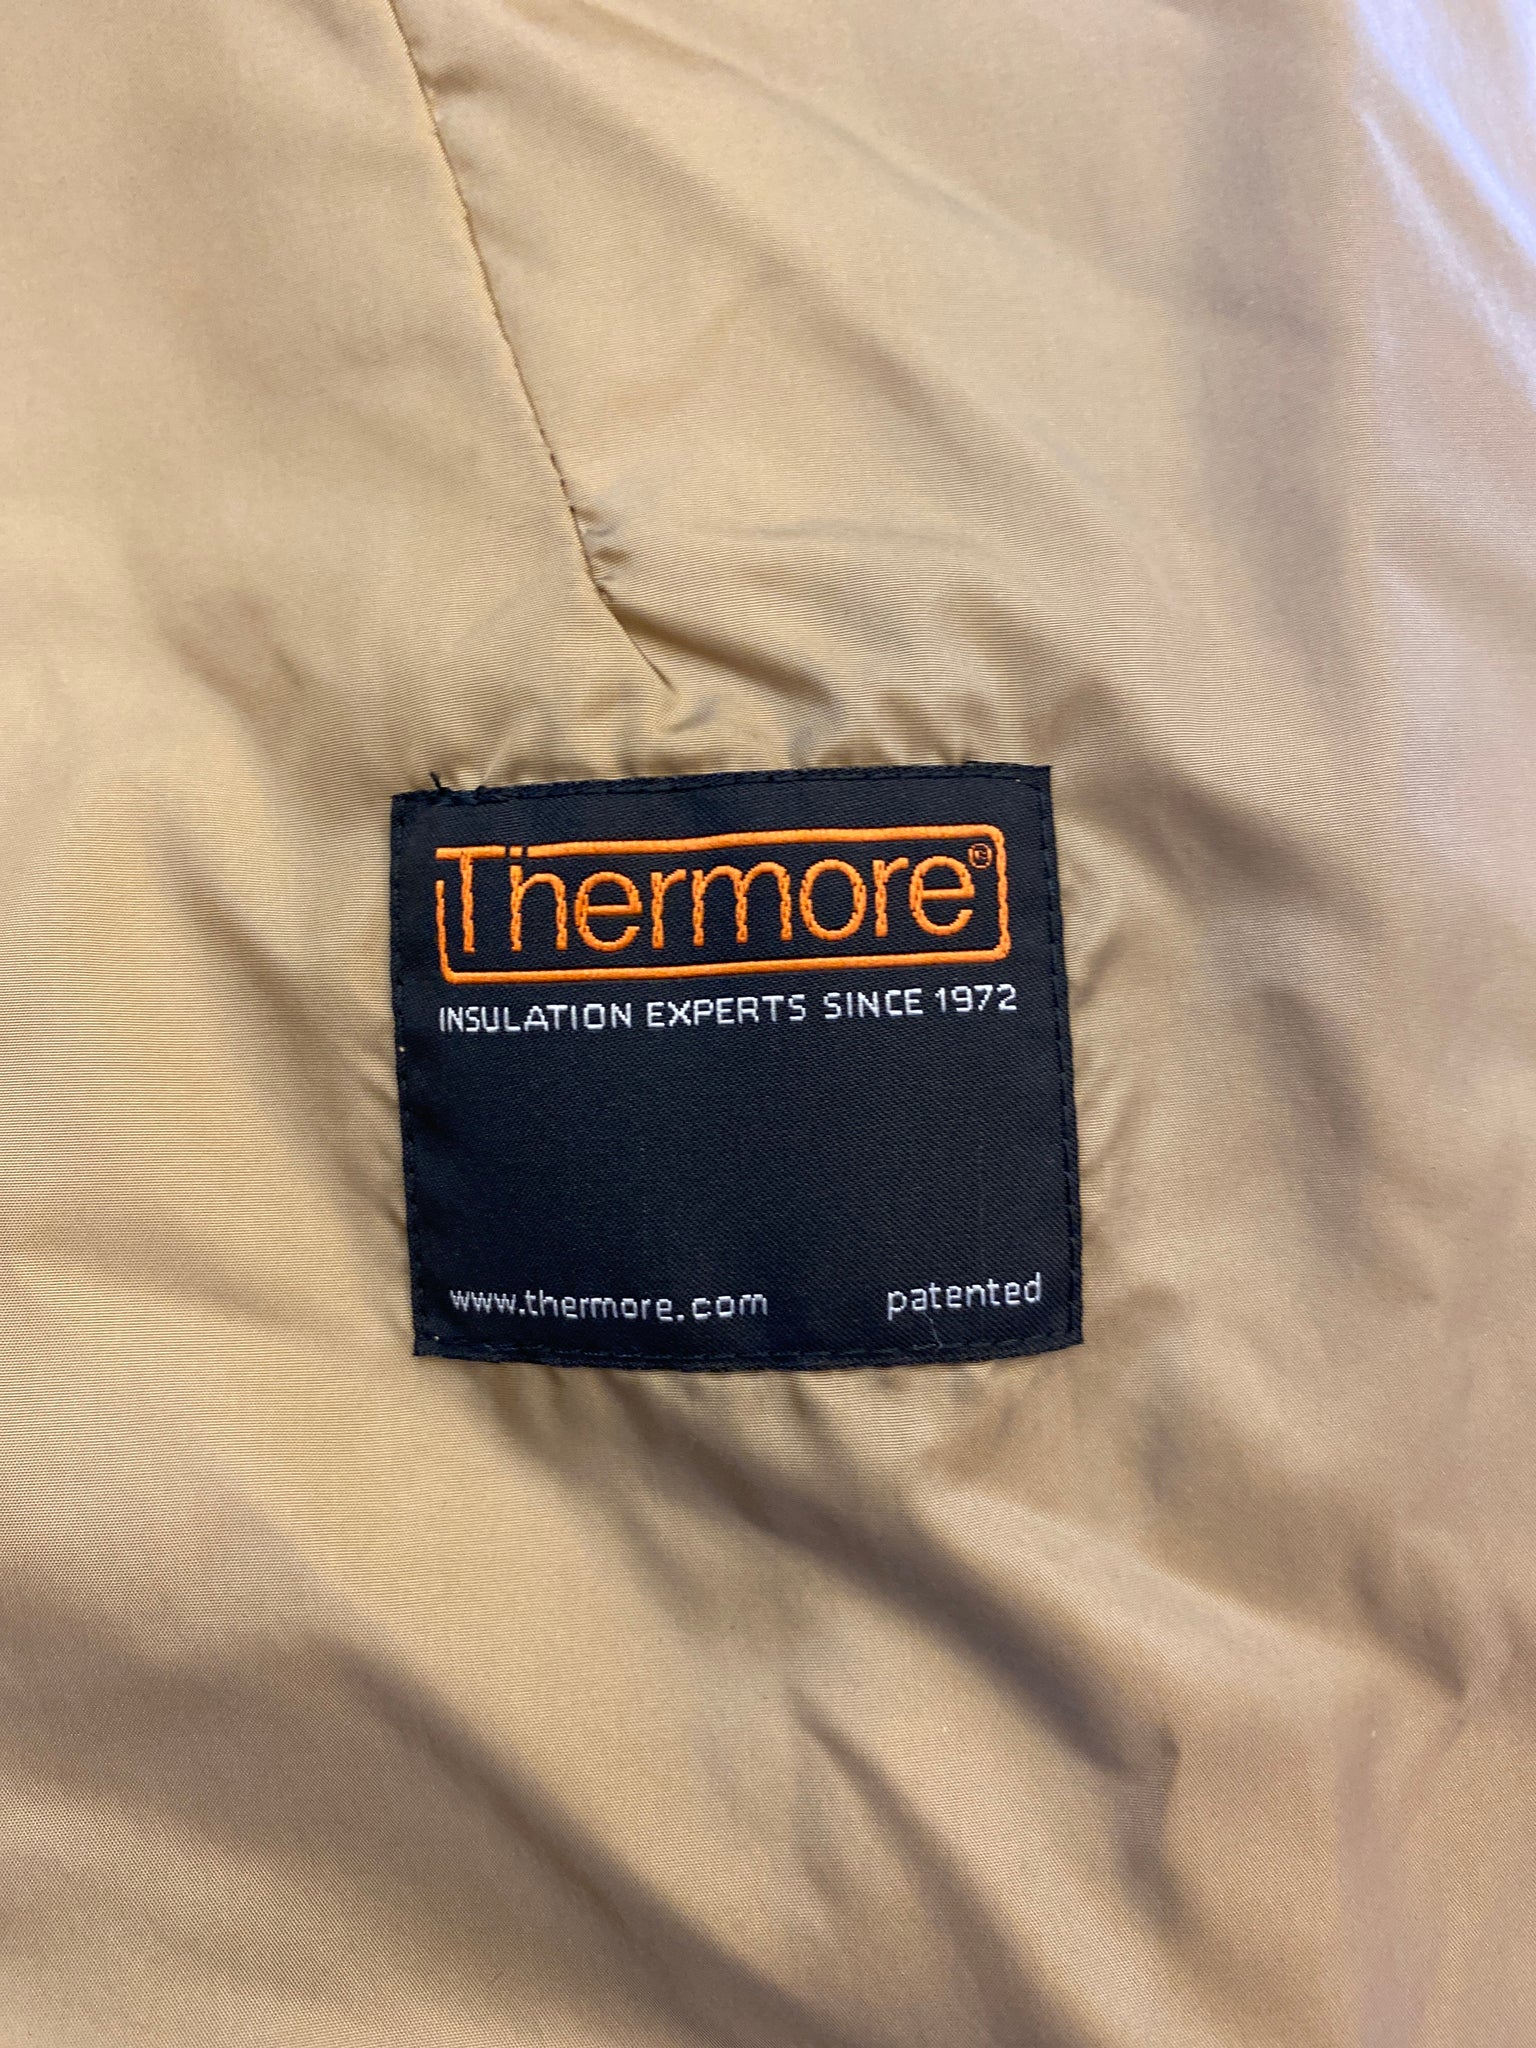 Thermore®
INSULATION EXPERTS SINCE 1972
www.thermore.com patented